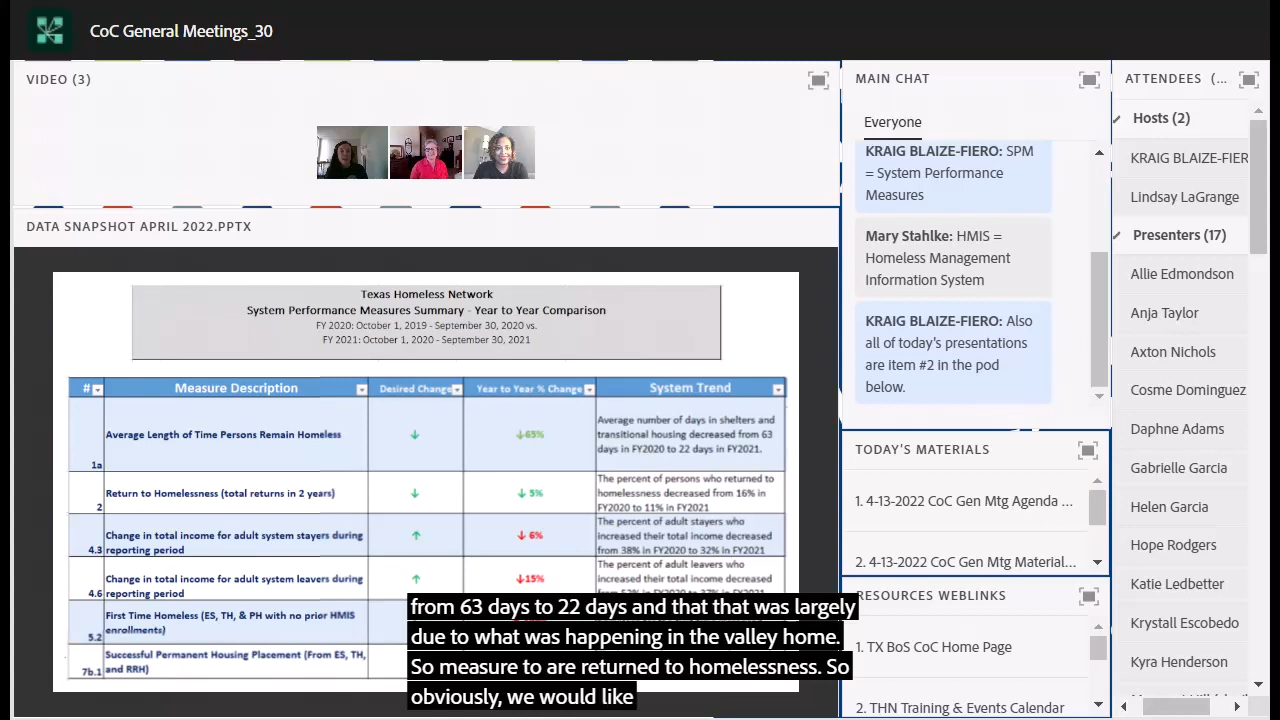 CoC General Meetings_30
VIDEO (3)
DATA SNAPSHOT APRIL 2022.PPTX
Texas Homeless Network
System Performance Measures Summary - Year to Year Comparison
FY 2020: October 1, 2019 - September 30, 2020 vs.
FY 2021: October 1, 2020 - September 30, 2021
# Measure Description Desired Change Year to Year % Change System Trend
1a Average Length of Time Persons Remain Homeless ↓ ↓65% Average number of days in shelters and
transitional housing decreased from 63
days in FY2020 to 22 days in FY2021.
2 Return to Homelessness (total returns in 2 years) ↓ ↓ 5% The percent of persons who returned to
homelessness decreased from 16% in
FY2020 to 11% in FY2021
4.3 Change in total income for adult system stayers during
reporting period ↑ ↓ 6% The percent of adult stayers who
increased their total income decreased
from 38% in FY2020 to 32% in FY2021
4.6 Change in total income for adult system leavers during
reporting period ↑ ↓15% The percent of adult leavers who
increased their total income decreased
5.2 First Time Homeless (ES, TH, & PH with no prior HMIS
enrollments)
7b.1 Successful Permanent Housing Placement (From ES, TH,
and RRH)
from 63 days to 22 days and that that was largely
due to what was happening in the valley home.
So measure to are returned to homelessness. So
obviously, we would like
MAIN CHAT
Everyone
KRAIG BLAIZE-FIERO: SPM
= System Performance
Measures
Mary Stahlke: HMIS =
Homeless Management
Information System
KRAIG BLAIZE-FIERO: Also
all of today's presentations
are item #2 in the pod
below.
TODAY'S MATERIALS
1. 4-13-2022 CoC Gen Mtg Agenda ...
2. 4-13-2022 CoC Gen Mtg Material...
RESOURCES WEBLINKS
1. TX BoS CoC Home Page
2. THN Training & Events Calendar
ATTENDEES (...
Hosts (2)
KRAIG BLAIZE-FIER
Lindsay LaGrange
Presenters (17)
Allie Edmondson
Anja Taylor
Axton Nichols
Cosme Dominguez
Daphne Adams
Gabrielle Garcia
Helen Garcia
Hope Rodgers
Katie Ledbetter
Krystall Escobedo
Kyra Henderson